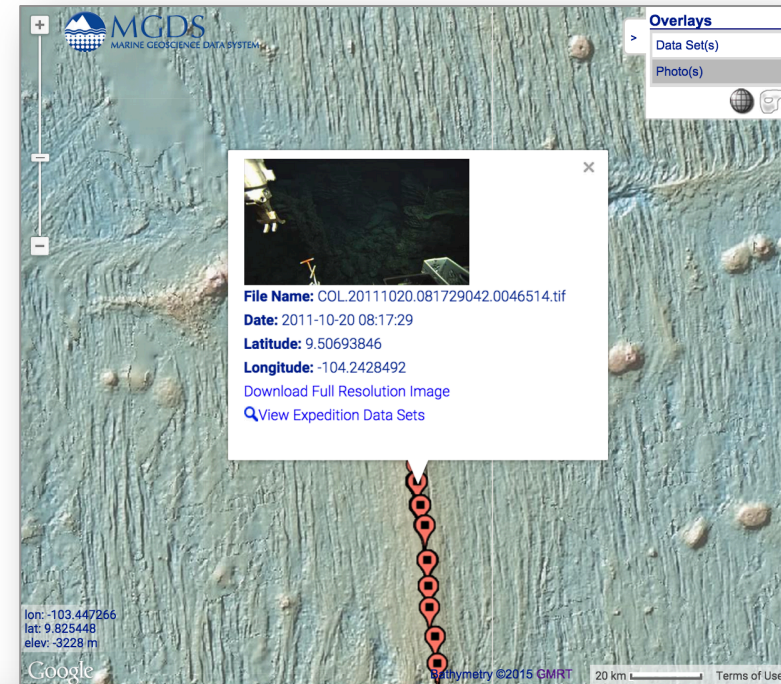 MGDS
MARINE GEOSCIENCE DATA SYSTEM
>
Overlays
Data Set(s)
Photo(s)
×
File Name: COL.20111020.081729042.0046514.tif
Date: 2011-10-20 08:17:29
Latitude: 9.50693846
Longitude: -104.2428492
Download Full Resolution Image
View Expedition Data Sets
lon: -103.447266
lat: 9.825448
elev: -3228 m
Google
Bathymetry ©2015 GMRT
20 km
Terms of Use